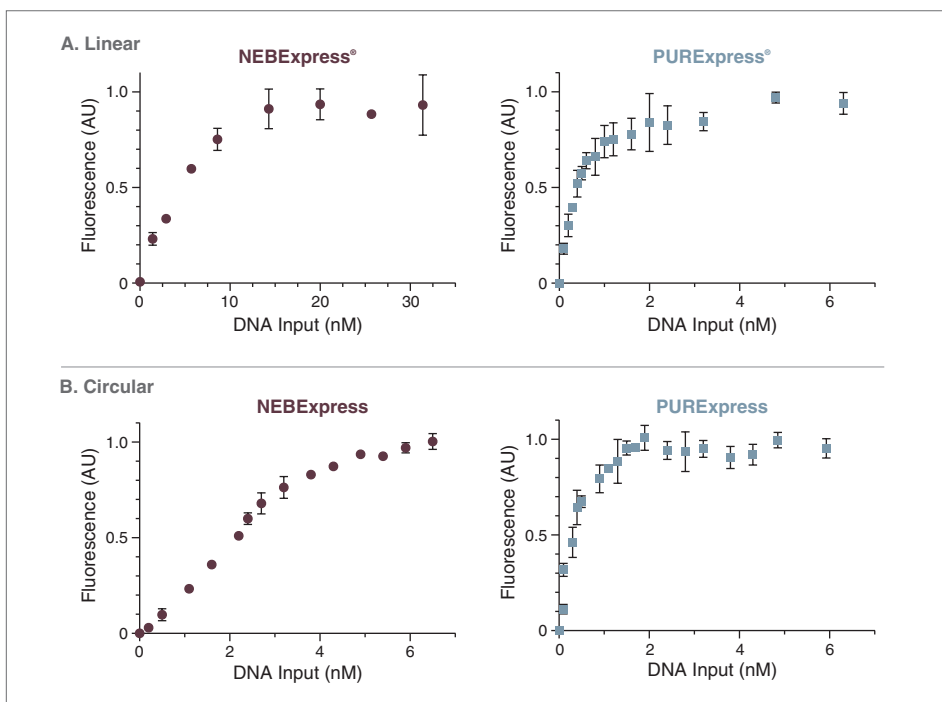 A. Linear
NEBExpress®
PURExpress®
Fluorescence (AU)
1.0
0.5
0
0
10
20
30
DNA Input (nM)
Fluorescence (AU)
1.0
0.5
0
0
2
4
6
DNA Input (nM)
B. Circular
NEBExpress
PURExpress
Fluorescence (AU)
1.0
0.5
0
0
2
4
6
DNA Input (nM)
Fluorescence (AU)
1.0
0.5
0
0
2
4
6
DNA Input (nM)